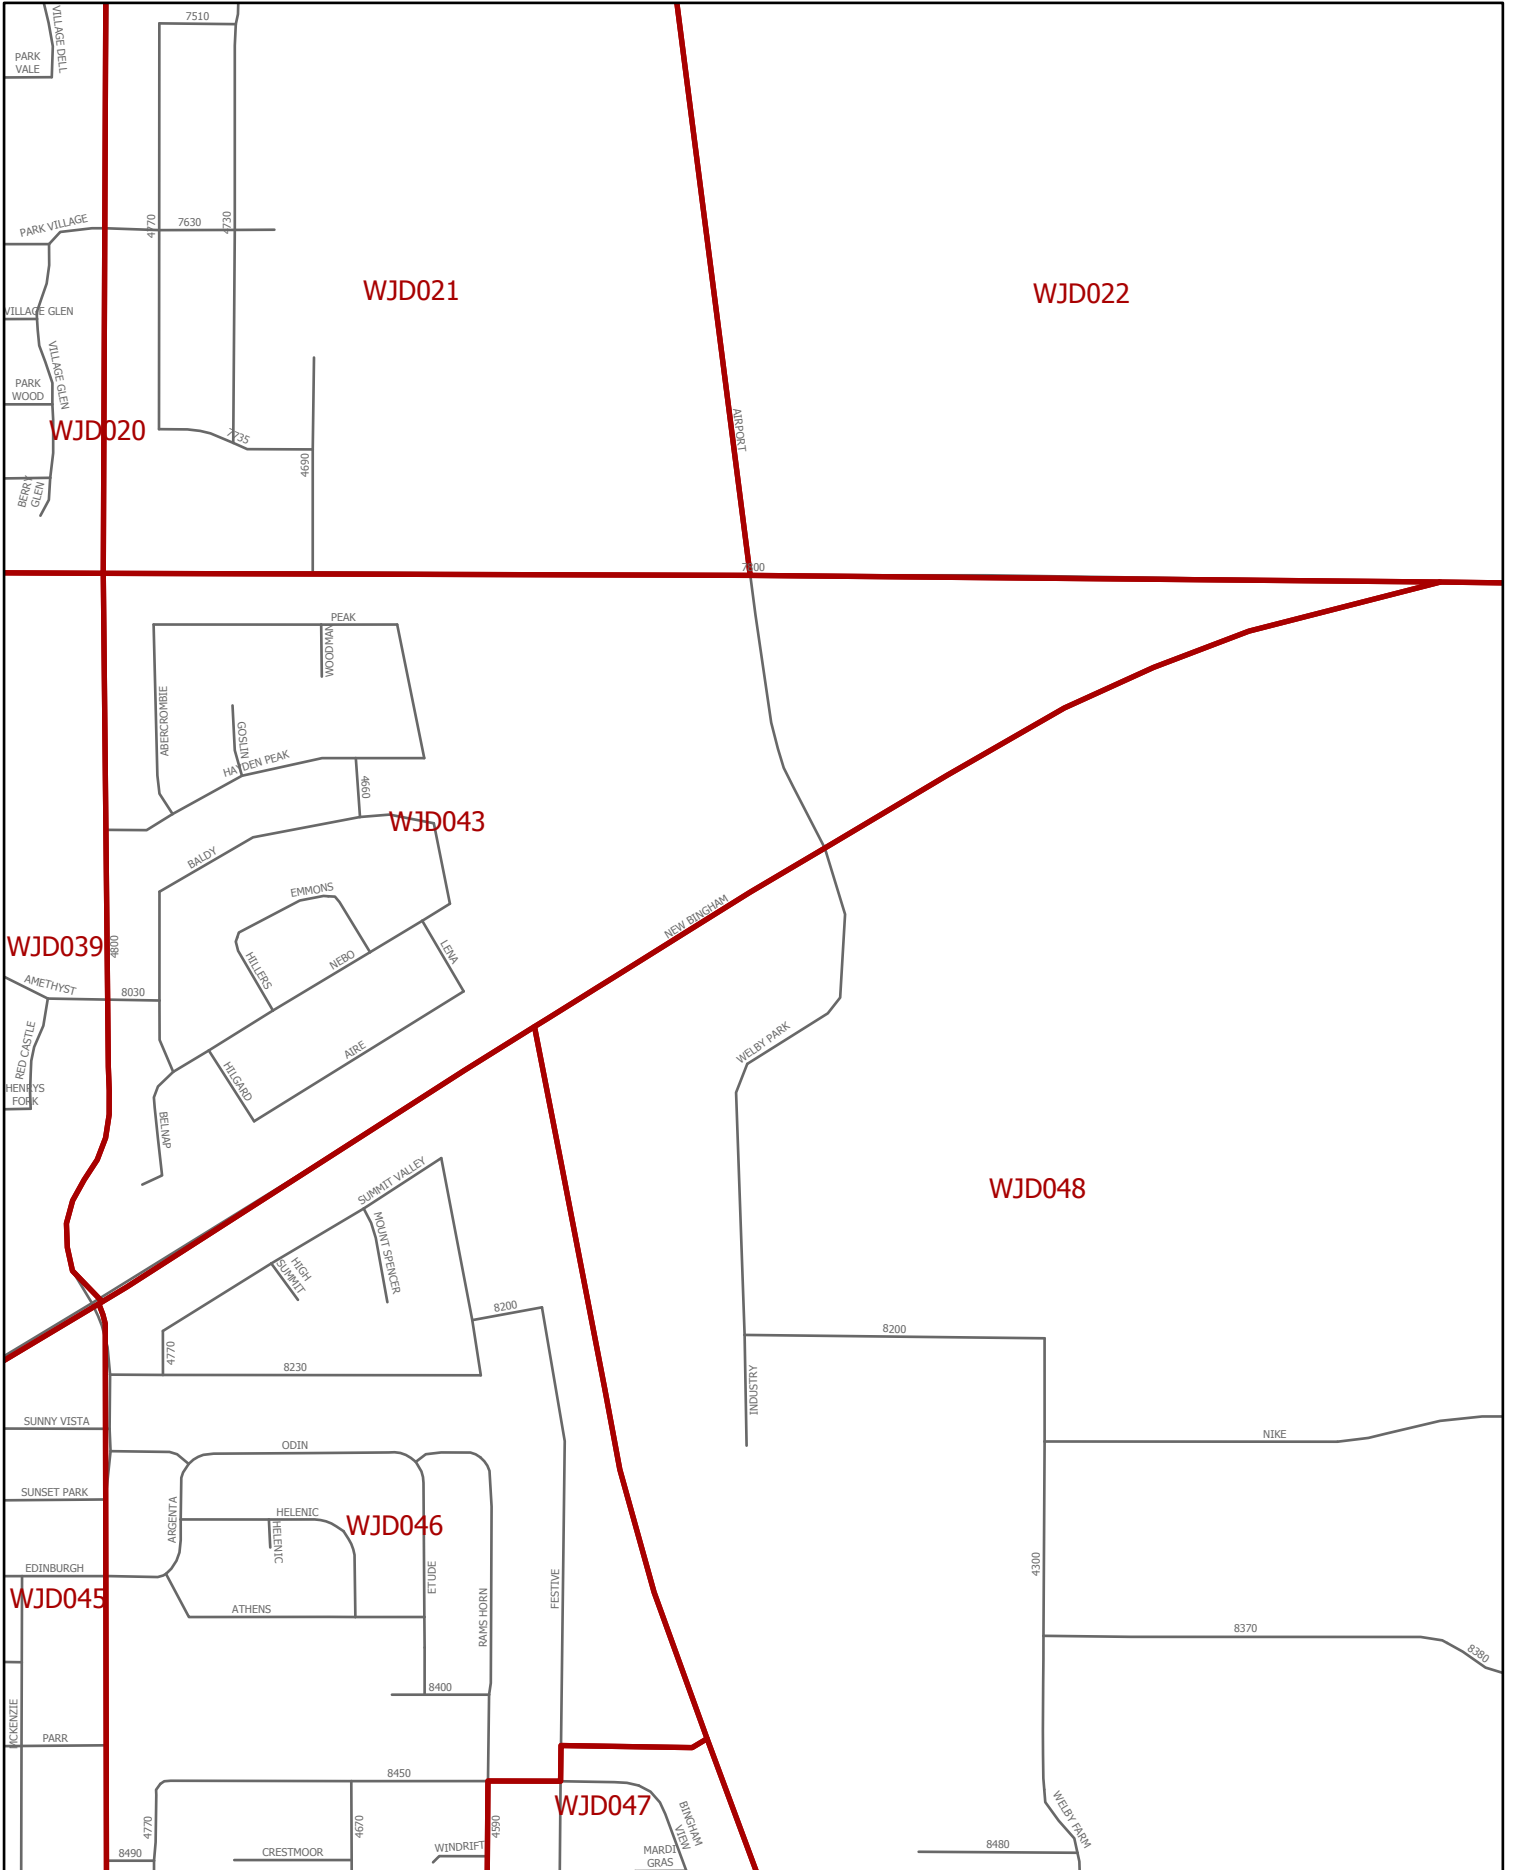 7510
VILLAGE DELL
PARK
VALE
PARK VILLAGE
4770
7630
4730
WJD021
WJD022
VILLAGE GLEN
VILLAGE GLEN
PARK
WOOD
WJD020
7735
4690
AIRPORT
BERRY
GLEN
7800
PEAK
WOODMAN
ABERCROMBIE
GOSLIN
HAYDEN PEAK
4660
WJD043
BALDY
EMMONS
NEW BINGHAM
WJD039
4800
LENA
NEBO
HILLERS
AMETHYST
8030
RED CASTLE
WELBY PARK
AIRE
HILGARD
HENRYS
FORK
BELNAP
SUMMIT VALLEY
WJD048
MOUNT SPENCER
HIGH
SUMMIT
8200
8200
4770
8230
INDUSTRY
SUNNY VISTA
ODIN
NIKE
SUNSET PARK
ARGENTA
HELENIC
HELENIC
WJD046
EDINBURGH
4300
ETUDE
FESTIVE
WJD045
ATHENS
RAMS HORN
8370
8380
8400
MCKENZIE
PARR
8450
WJD047
4770
4670
4590
BINGHAM
VIEW
WELBY FARM
8490
CRESTMOOR
WINDRIFT
MARDI
GRAS
8480